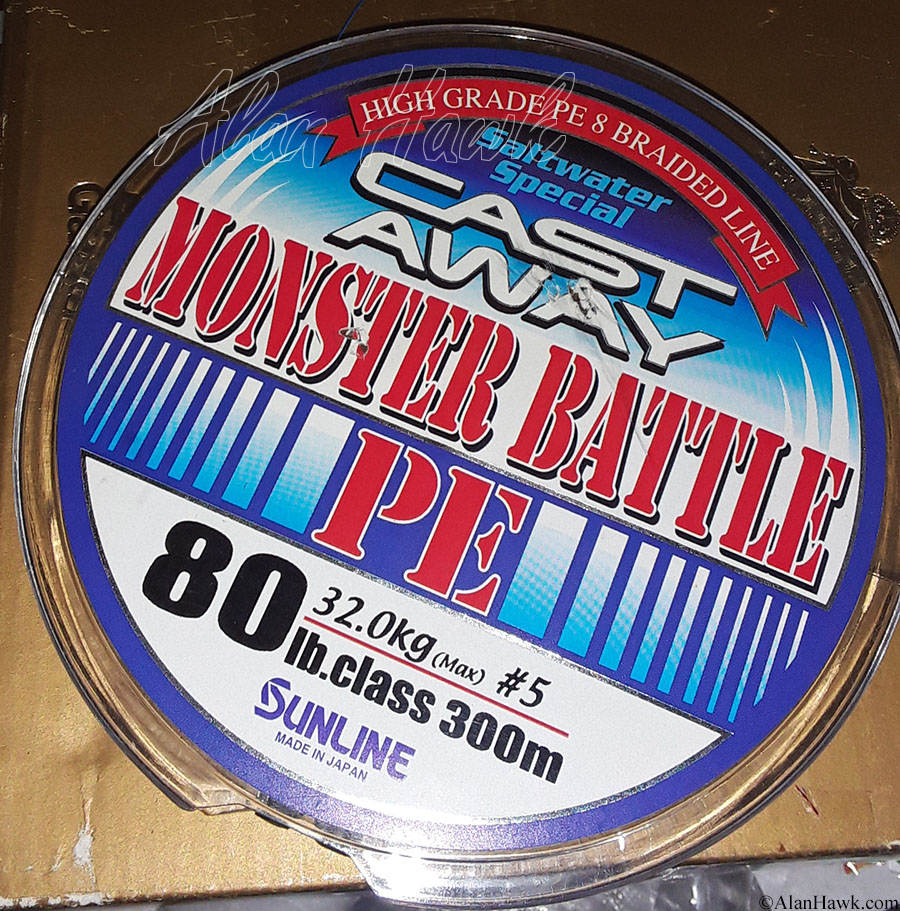 Alan Hawk
HIGH GRADE PE 8 BRAIDED LINE
Saltwater
Special
CAST
AWAY
MONSTER BATTLE
PE
80
32.0kg (Max) #5
lb.class 300m
SUNLINE
MADE IN JAPAN
©AlanHawk.com